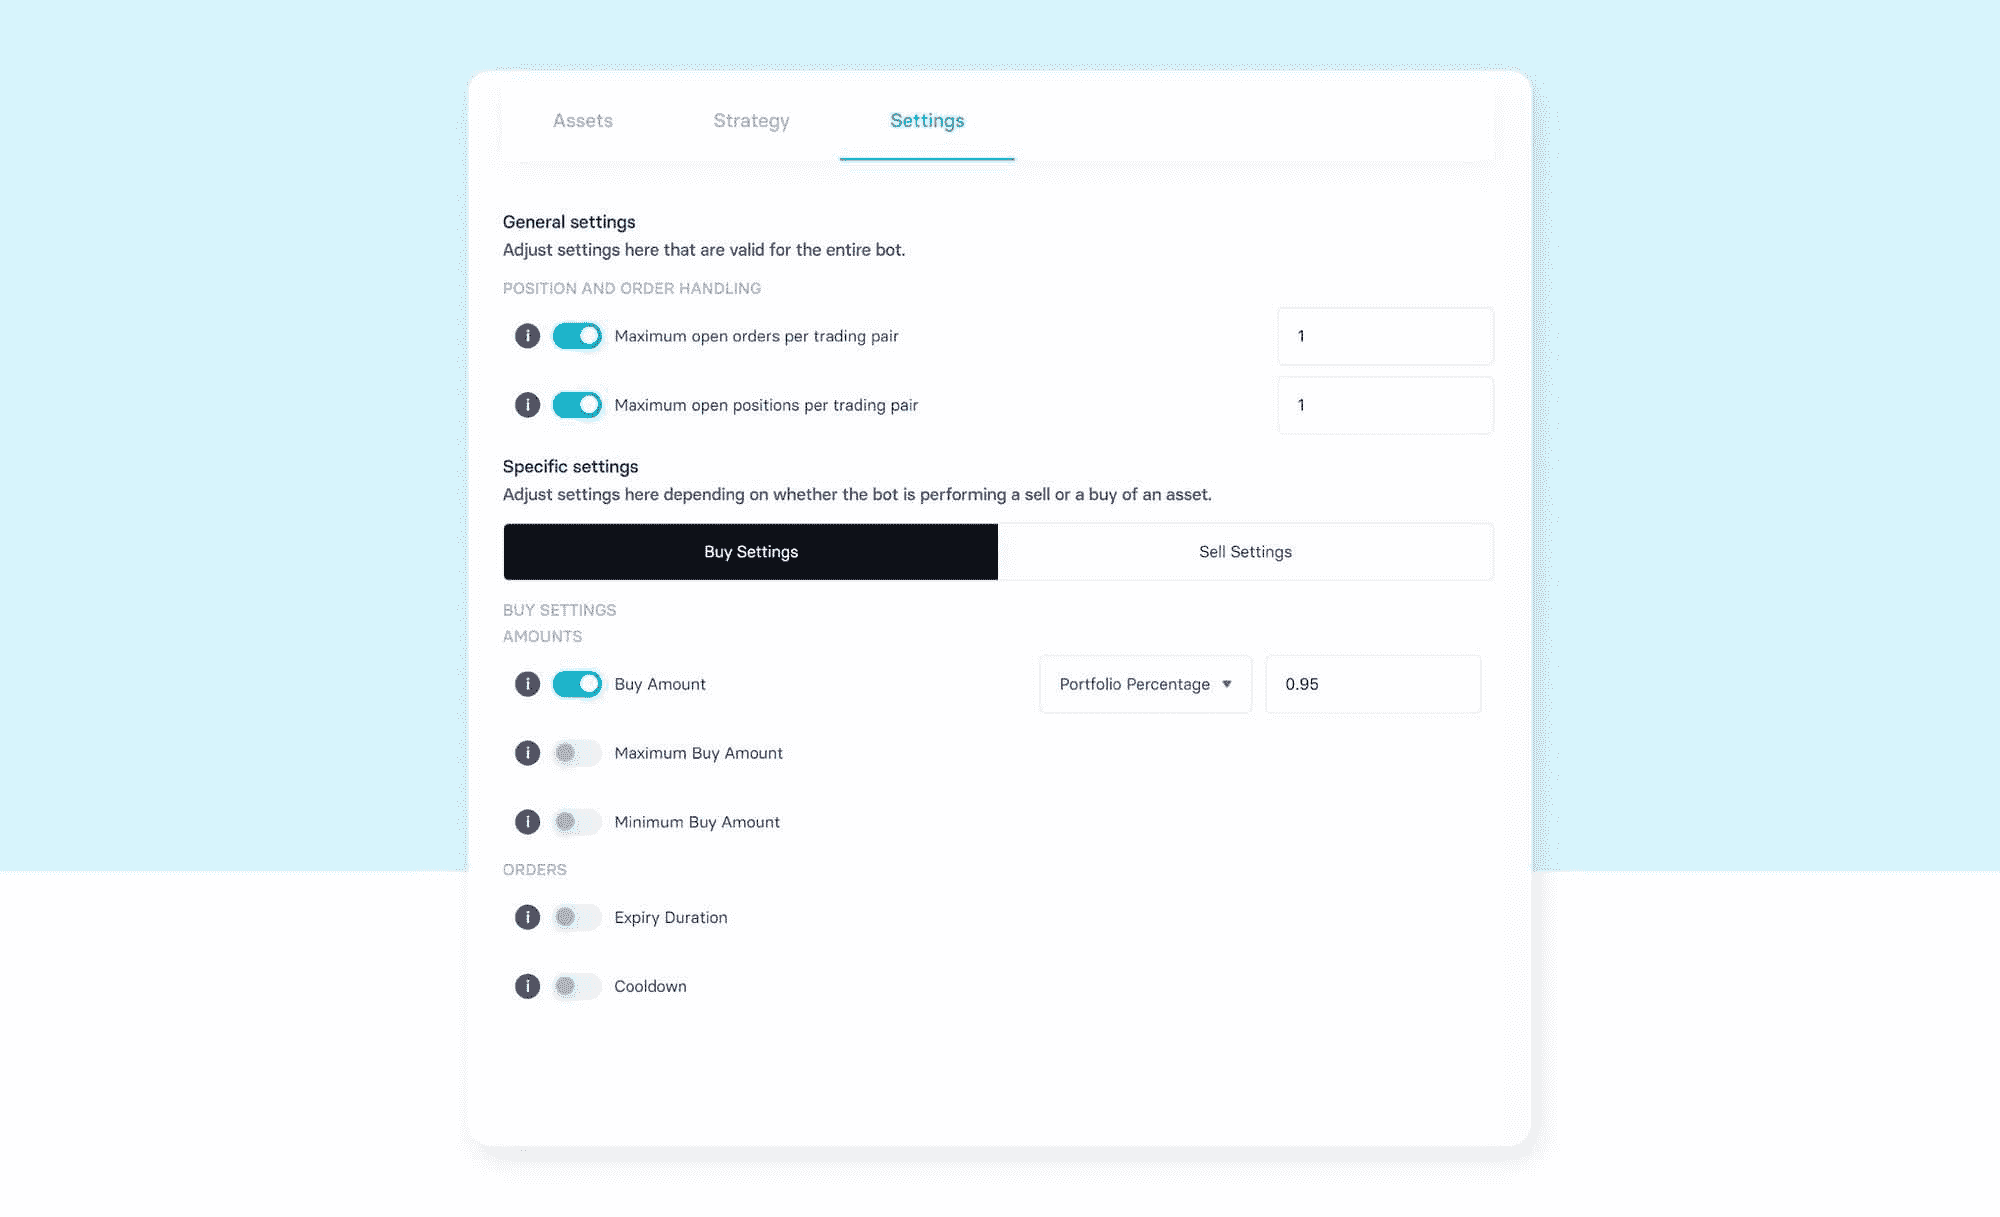 Assets Strategy Settings
General settings
Adjust settings here that are valid for the entire bot.
POSITION AND ORDER HANDLING
i Maximum open orders per trading pair 1
i Maximum open positions per trading pair 1
Specific settings
Adjust settings here depending on whether the bot is performing a sell or a buy of an asset.
Buy Settings Sell Settings
BUY SETTINGS
AMOUNTS
i Buy Amount Portfolio Percentage 0.95
i Maximum Buy Amount
i Minimum Buy Amount
ORDERS
i Expiry Duration
i Cooldown